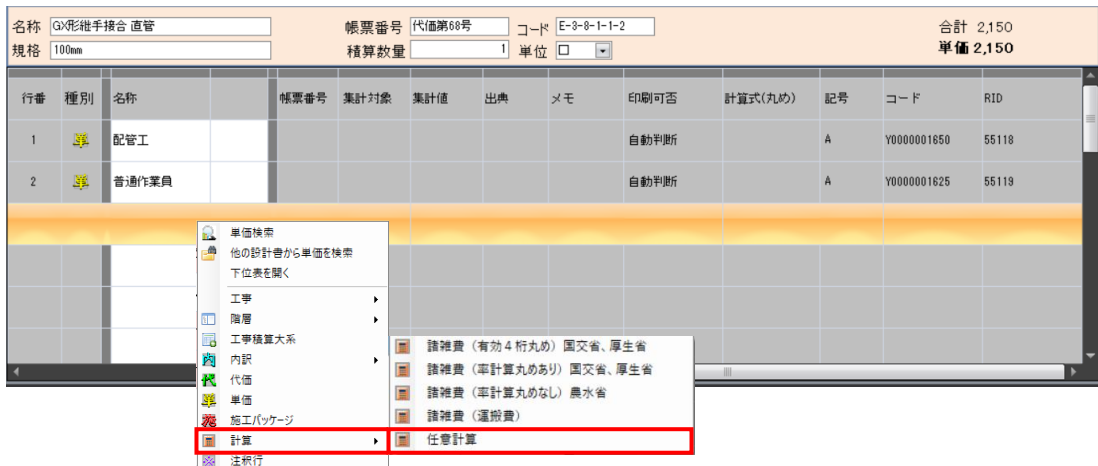 名称 GX形継手接合 直管 帳票番号 代価第68号 コード E-3-8-1-1-2 合計 2,150
規格 100mm 積算数量 1 単位 口 単価 2,150
行番 種別 名称 帳票番号 集計対象 集計値 出典 メモ 印刷可否 計算式(丸め) 記号 コード RID
1 単 配管工 自動判断 A Y0000001650 55118
2 単 普通作業員 自動判断 A Y0000001625 55119
単価検索
他の設計書から単価を検索
下位表を開く
工事
階層
工事積算大系
内訳
代 代価
単 単価
施工パッケージ
計算
注釈行
諸雑費（有効４桁丸め）国交省、厚生省
諸雑費（率計算丸めあり）国交省、厚生省
諸雑費（率計算丸めなし）農水省
諸雑費（運搬費）
任意計算